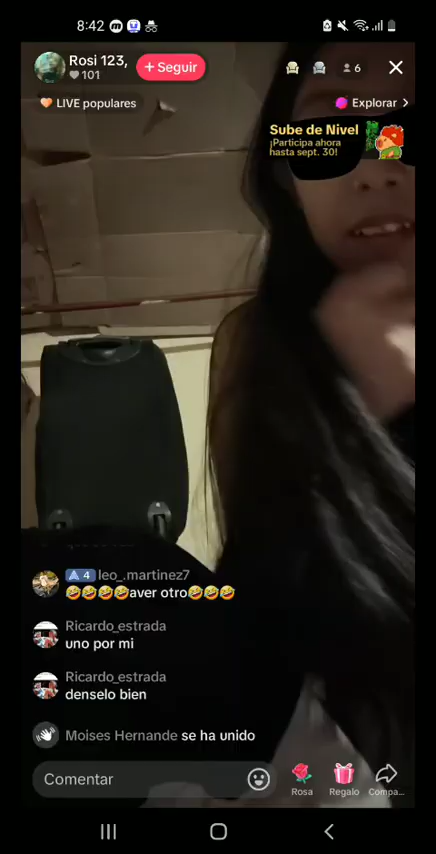 8:42
Rosi 123,
101
+ Seguir
6
LIVE populares
Explorar >
Sube de Nivel
¡Participa ahora
hasta sept. 30!
4 leo_.martinez7
🤣🤣🤣🤣aver otro🤣🤣🤣
Ricardo_estrada
uno por mi
Ricardo_estrada
denselo bien
Moises Hernande se ha unido
Comentar
Rosa
Regalo
Compa...